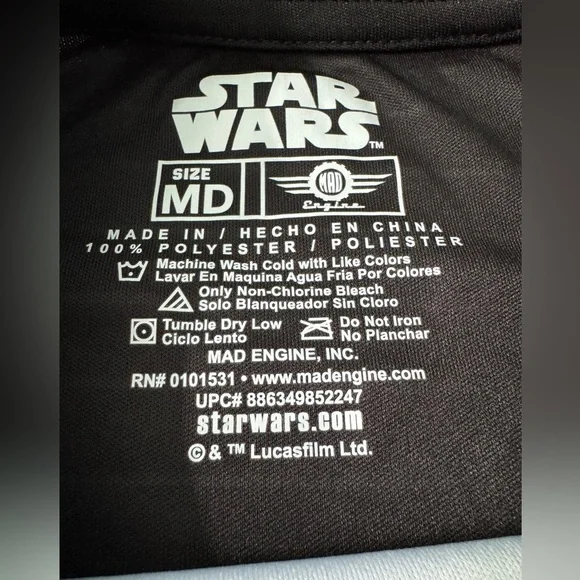 STAR
WARS™
SIZE
MD
MAD
Engine
MADE IN / HECHO EN CHINA
100% POLYESTER / POLIESTER
Machine Wash Cold with Like Colors
Lavar En Maquina Agua Fria Por Colores
Only Non-Chlorine Bleach
Solo Blanqueador Sin Cloro
Tumble Dry Low
Ciclo Lento
Do Not Iron
No Planchar
MAD ENGINE, INC.
RN# 0101531 • www.madengine.com
UPC# 886349852247
starwars.com
© & ™ Lucasfilm Ltd.